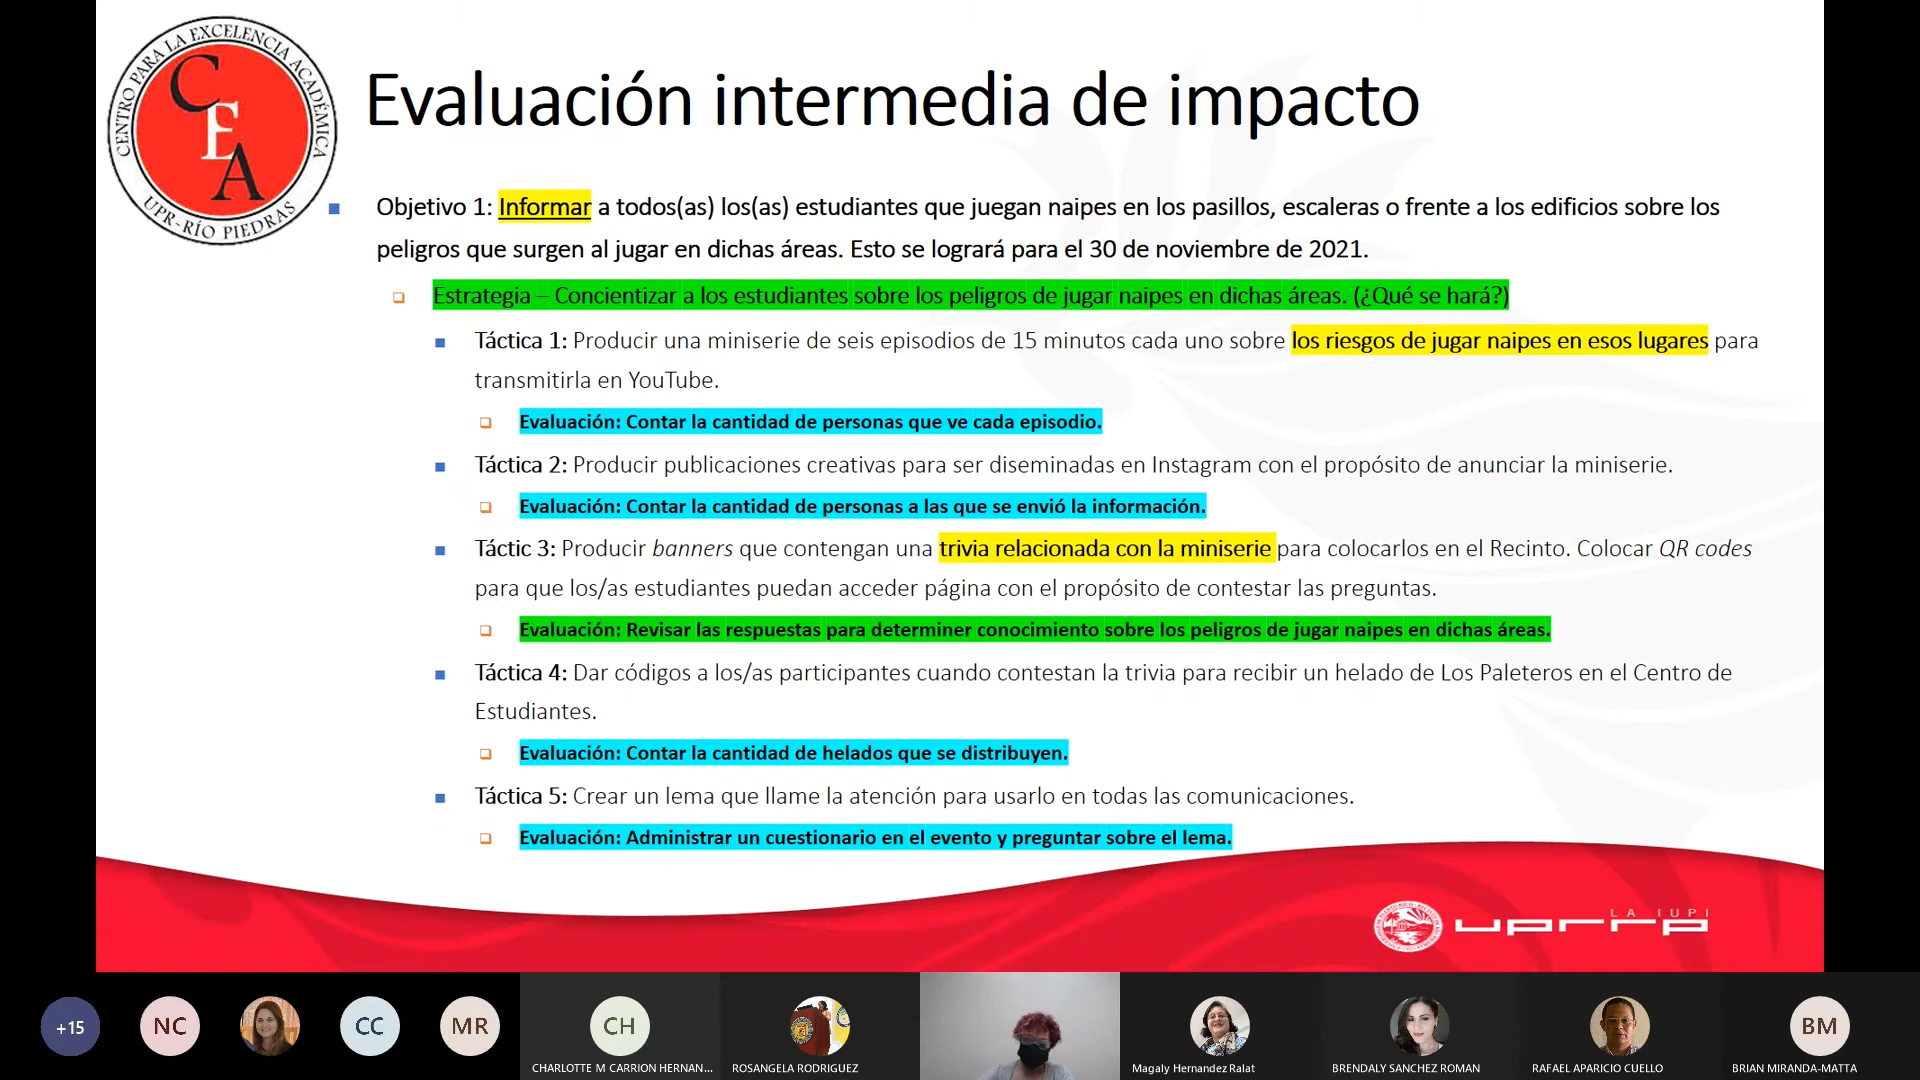 CENTRO PARA LA EXCELENCIA ACADÉMICA
CEA
UPR-RÍO PIEDRAS
Evaluación intermedia de impacto
Objetivo 1: Informar a todos(as) los(as) estudiantes que juegan naipes en los pasillos, escaleras o frente a los edificios sobre los
peligros que surgen al jugar en dichas áreas. Esto se logrará para el 30 de noviembre de 2021.
Estrategia – Concientizar a los estudiantes sobre los peligros de jugar naipes en dichas áreas. (¿Qué se hará?)
Táctica 1: Producir una miniserie de seis episodios de 15 minutos cada uno sobre los riesgos de jugar naipes en esos lugares para
transmitirla en YouTube.
Evaluación: Contar la cantidad de personas que ve cada episodio.
Táctica 2: Producir publicaciones creativas para ser diseminadas en Instagram con el propósito de anunciar la miniserie.
Evaluación: Contar la cantidad de personas a las que se envió la información.
Táctic 3: Producir banners que contengan una trivia relacionada con la miniserie para colocarlos en el Recinto. Colocar QR codes
para que los/as estudiantes puedan acceder página con el propósito de contestar las preguntas.
Evaluación: Revisar las respuestas para determiner conocimiento sobre los peligros de jugar naipes en dichas áreas.
Táctica 4: Dar códigos a los/as participantes cuando contestan la trivia para recibir un helado de Los Paleteros en el Centro de
Estudiantes.
Evaluación: Contar la cantidad de helados que se distribuyen.
Táctica 5: Crear un lema que llame la atención para usarlo en todas las comunicaciones.
Evaluación: Administrar un cuestionario en el evento y preguntar sobre el lema.
LA IUPI
uprrp
+15
NC
CC
MR
CH
BM
CHARLOTTE M CARRION HERNAN...
ROSANGELA RODRIGUEZ
Magaly Hernandez Ralat
BRENDALY SANCHEZ ROMAN
RAFAEL APARICIO CUELLO
BRIAN MIRANDA-MATTA